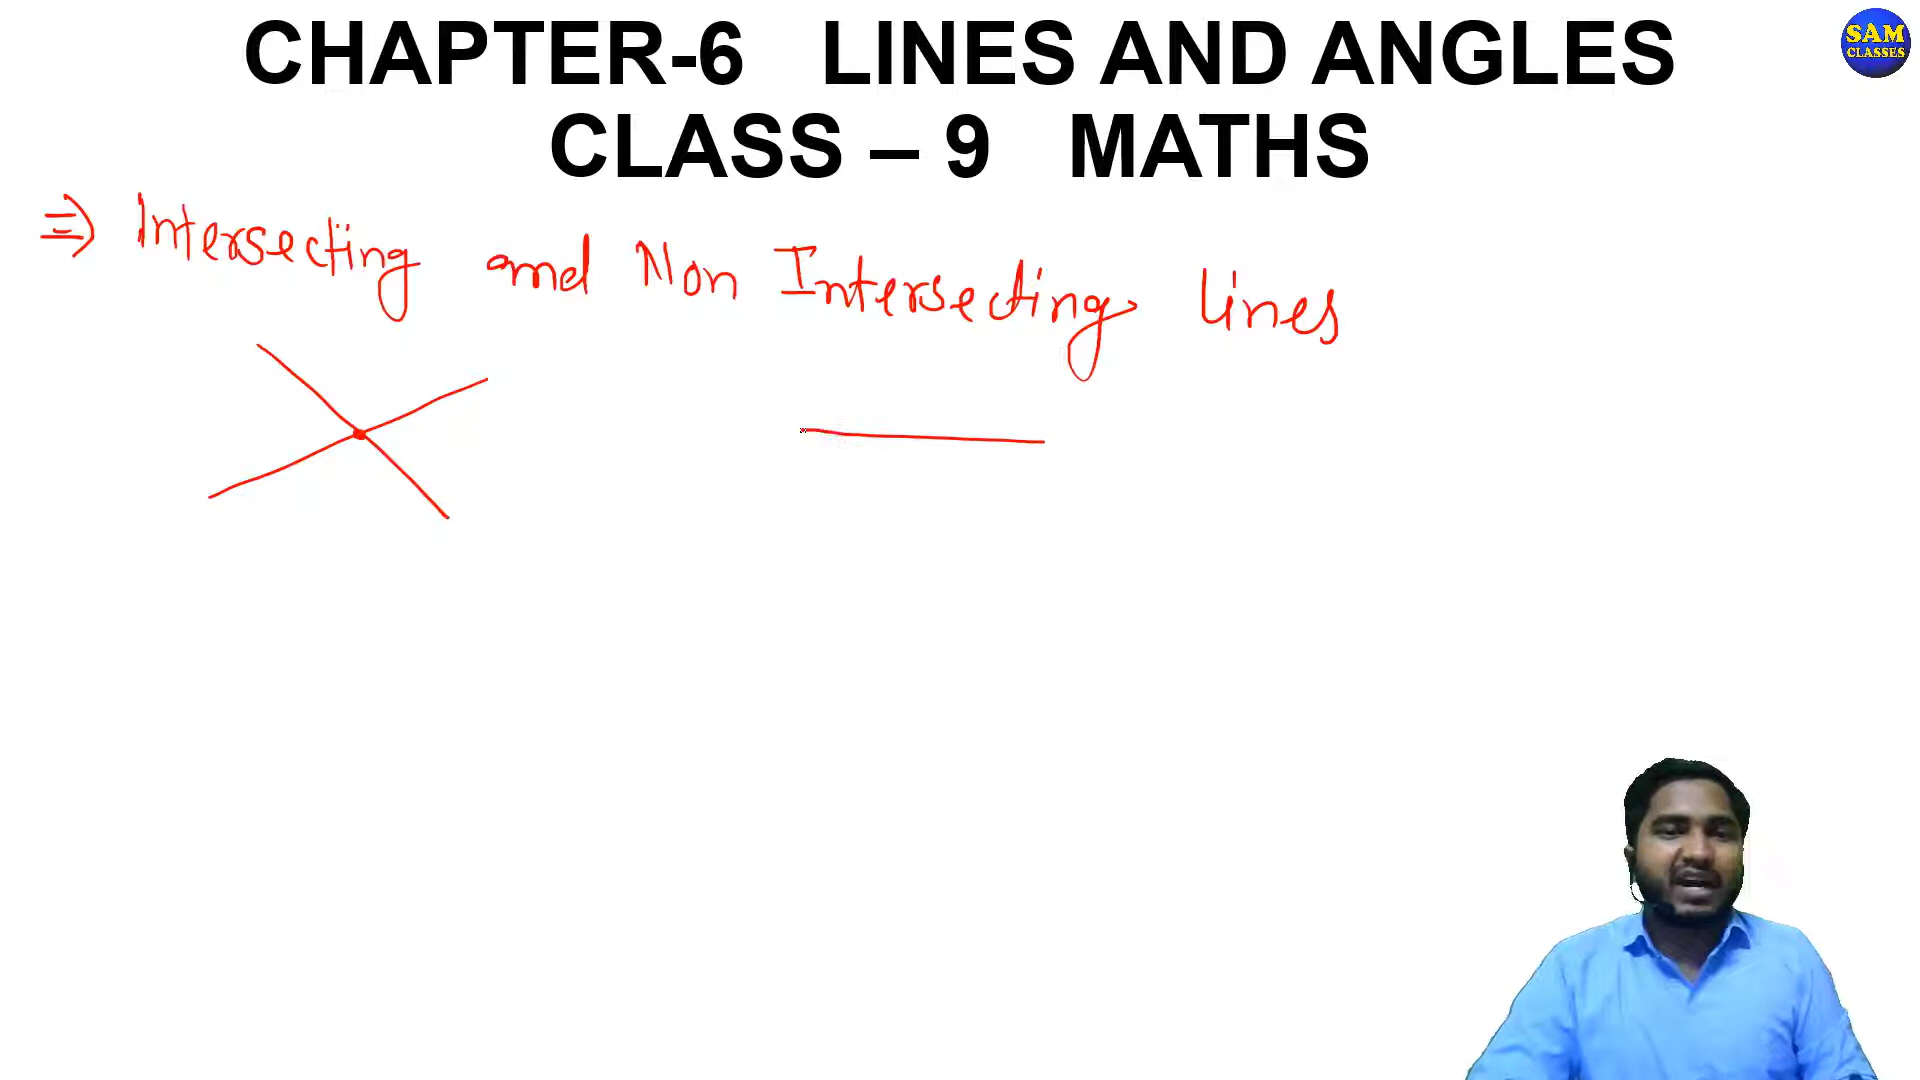 CHAPTER-6 LINES AND ANGLES
CLASS – 9 MATHS
SAM
CLASSES
⇒ Intersecting and Non Intersecting lines